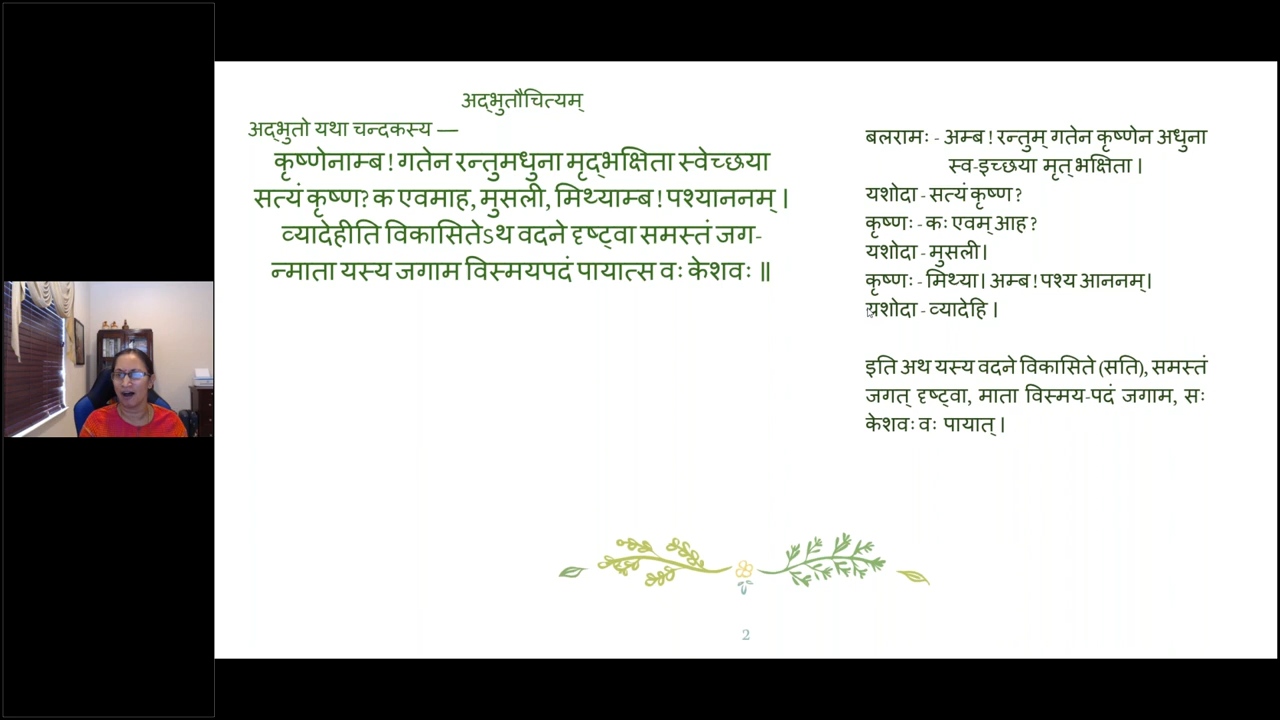 अद्भुतौचित्यम्
अद्भुतो यथा चन्दकस्य —
कृष्णेनाम्ब ! गतेन रन्तुमधुना मृद्भक्षिता स्वेच्छया
सत्यं कृष्ण? क एवमाह, मुसली, मिथ्याम्ब ! पश्याननम् |
व्यादेहीति विकासितेऽथ वदने दृष्ट्वा समस्तं जग-
न्माता यस्य जगाम विस्मयपदं पायात्स वः केशवः ॥
बलरामः - अम्ब ! रन्तुम् गतेन कृष्णेन अधुना
स्व-इच्छया मृत् भक्षिता |
यशोदा - सत्यं कृष्ण ?
कृष्णः - कः एवम् आह ?
यशोदा - मुसली |
कृष्णः - मिथ्या | अम्ब ! पश्य आननम् |
यशोदा - व्यादेहि |
इति अथ यस्य वदने विकासिते (सति), समस्तं
जगत् दृष्ट्वा, माता विस्मय-पदं जगाम, सः
केशवः वः पायात् |
2